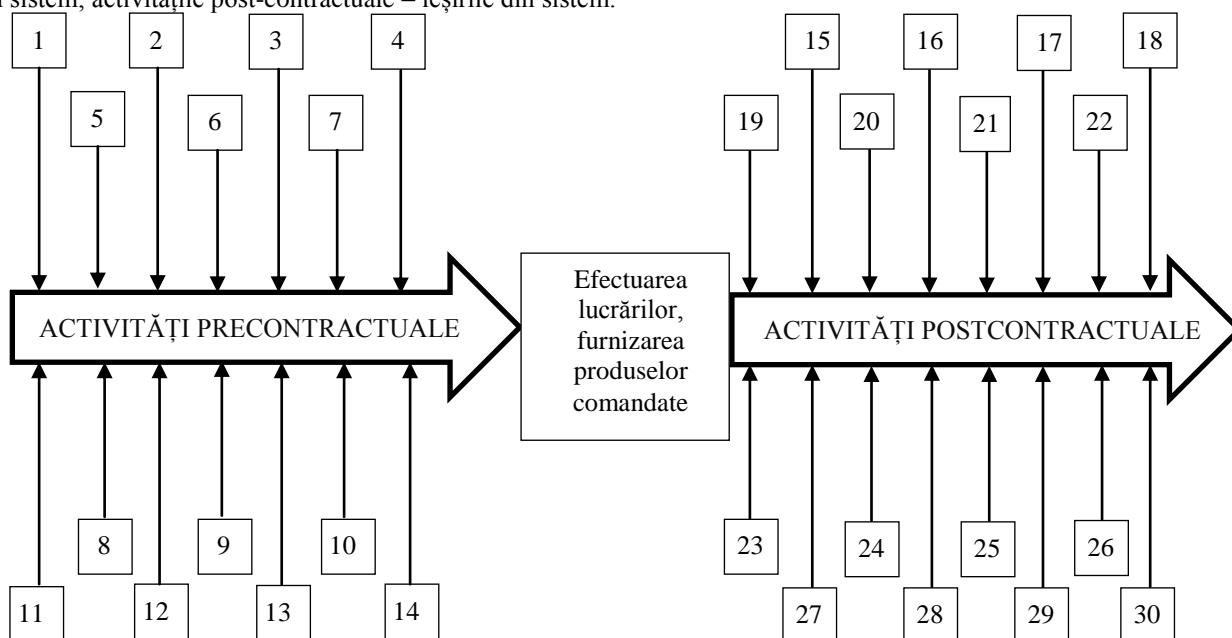 sistem, activitățile post-contractuale – ieșirile din sistem.
1 2 3 4 15 16 17 18
5 6 7 19 20 21 22
Efectuarea
lucrărilor,
furnizarea
produselor
comandate
ACTIVITĂȚI PRECONTRACTUALE
ACTIVITĂȚI POSTCONTRACTUALE
8 9 10 23 24 25 26
11 12 13 14 27 28 29 30